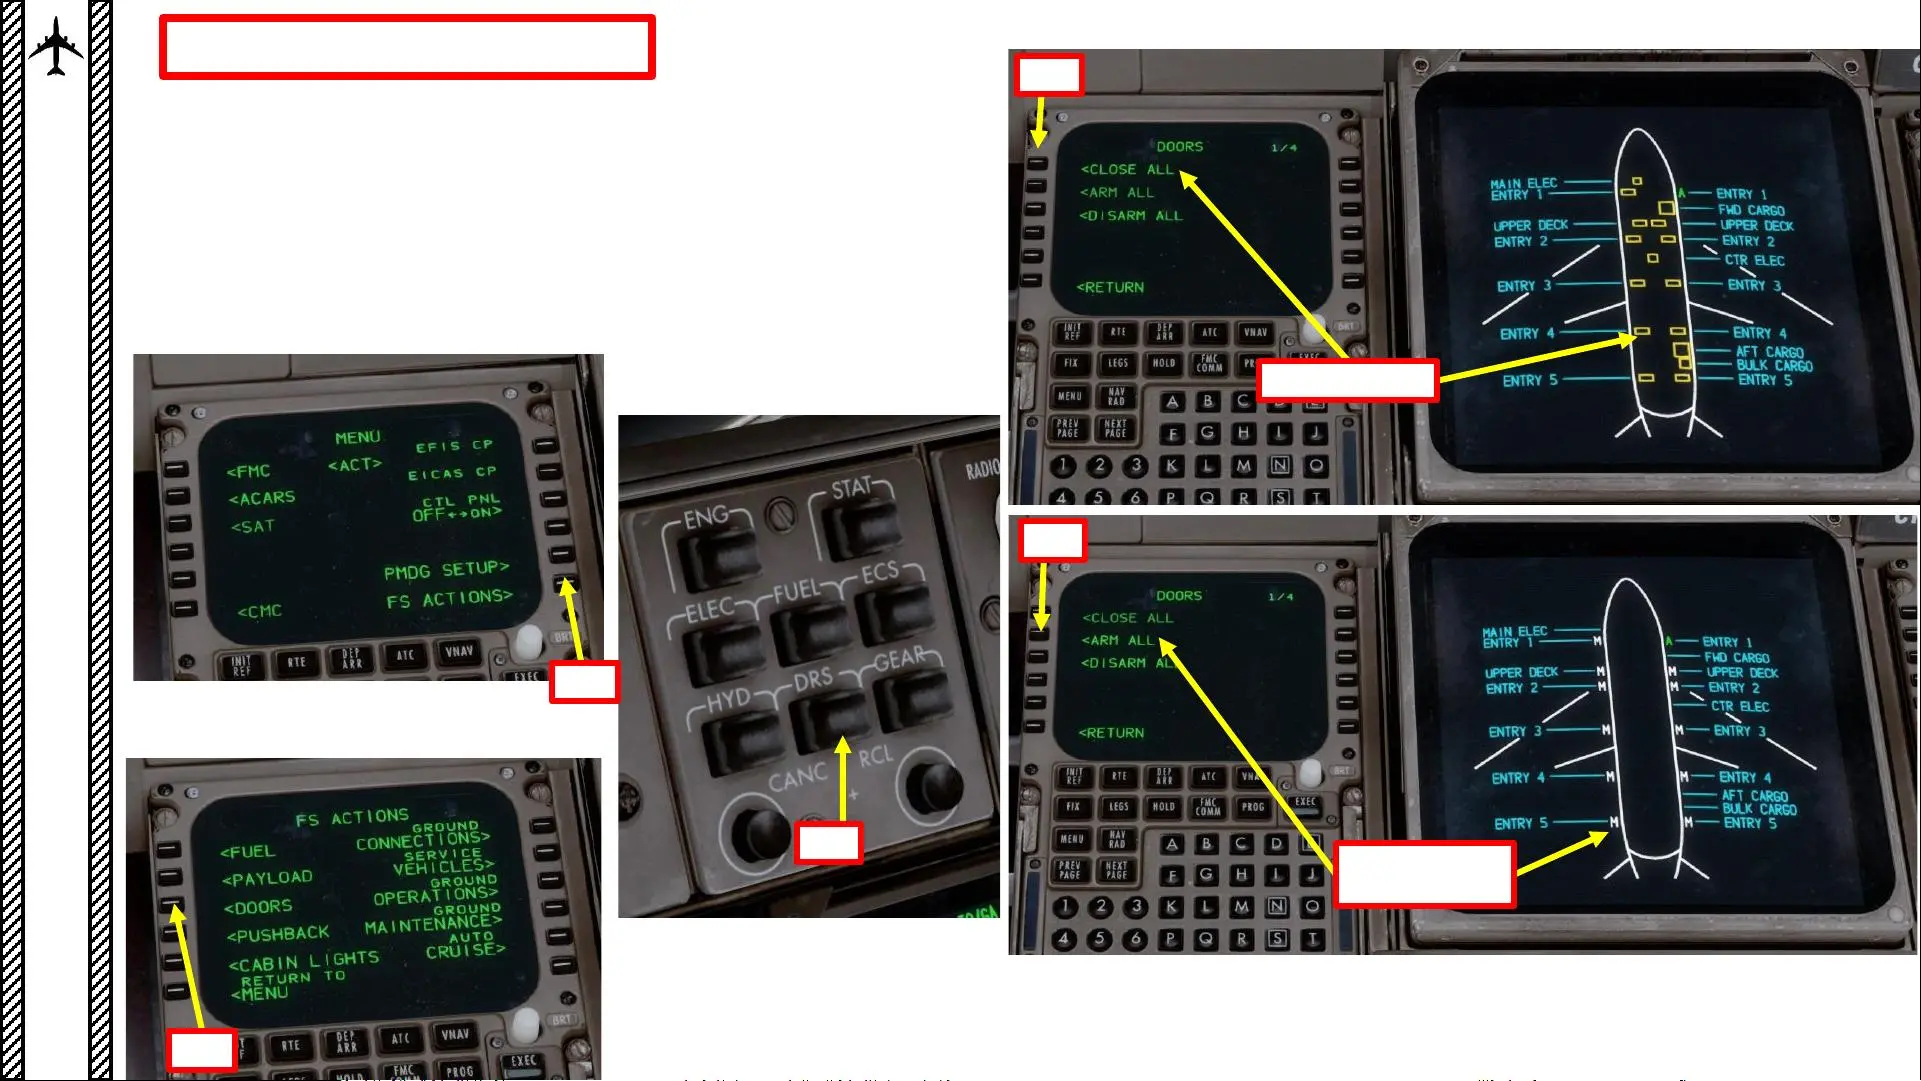 MENU
EFIS CP
<FMC
<ACT>
EICAS CP
<ACARS
CTL PNL
OFF←→ON>
<SAT
PMDG SETUP>
<CMC
FS ACTIONS>
BRT
INIT REF
RTE
DEP ARR
ATC
VNAV
EXEC
FS ACTIONS
GROUND
CONNECTIONS>
<FUEL
SERVICE
VEHICLES>
<PAYLOAD
GROUND
OPERATIONS>
<DOORS
GROUND
MAINTENANCE>
<PUSHBACK
AUTO
CRUISE>
<CABIN LIGHTS
RETURN TO
<MENU
BRT
RTE
DEP ARR
ATC
VNAV
EXEC
HOLD
FMC
PROG
RADIO
ENG
STAT
ELEC
FUEL
ECS
HYD
DRS
GEAR
CANC
RCL
DOORS 1/4
<CLOSE ALL
<ARM ALL
<DISARM ALL
<RETURN
BRT
INIT REF
RTE
DEP ARR
ATC
VNAV
FIX
LEGS
HOLD
FMC COMM
MENU
NAV RAD
PREV PAGE
NEXT PAGE
A B C
F G H I J
1 2 3 K L M N O
4 5 6 P Q R S T
MAIN ELEC
ENTRY 1
A ENTRY 1
FWD CARGO
UPPER DECK
UPPER DECK
ENTRY 2
ENTRY 2
CTR ELEC
ENTRY 3
ENTRY 3
ENTRY 4
ENTRY 4
AFT CARGO
BULK CARGO
ENTRY 5
ENTRY 5
DOORS 1/4
<CLOSE ALL
<ARM ALL
<DISARM AL
<RETURN
BRT
INIT REF
RTE
DEP ARR
ATC
FIX
LEGS
HOLD
FMC COMM
PROG
EXEC
MENU
NAV RAD
PREV PAGE
NEXT PAGE
A B C D
F G H I J
1 2 3 K L M N O
4 5 6 P Q R S T
MAIN ELEC
ENTRY 1 M
A ENTRY 1
FWD CARGO
UPPER DECK M
M UPPER DECK
ENTRY 2 M
M ENTRY 2
CTR ELEC
ENTRY 3 M
M ENTRY 3
ENTRY 4 M
M ENTRY 4
AFT CARGO
BULK CARGO
ENTRY 5 M
M ENTRY 5